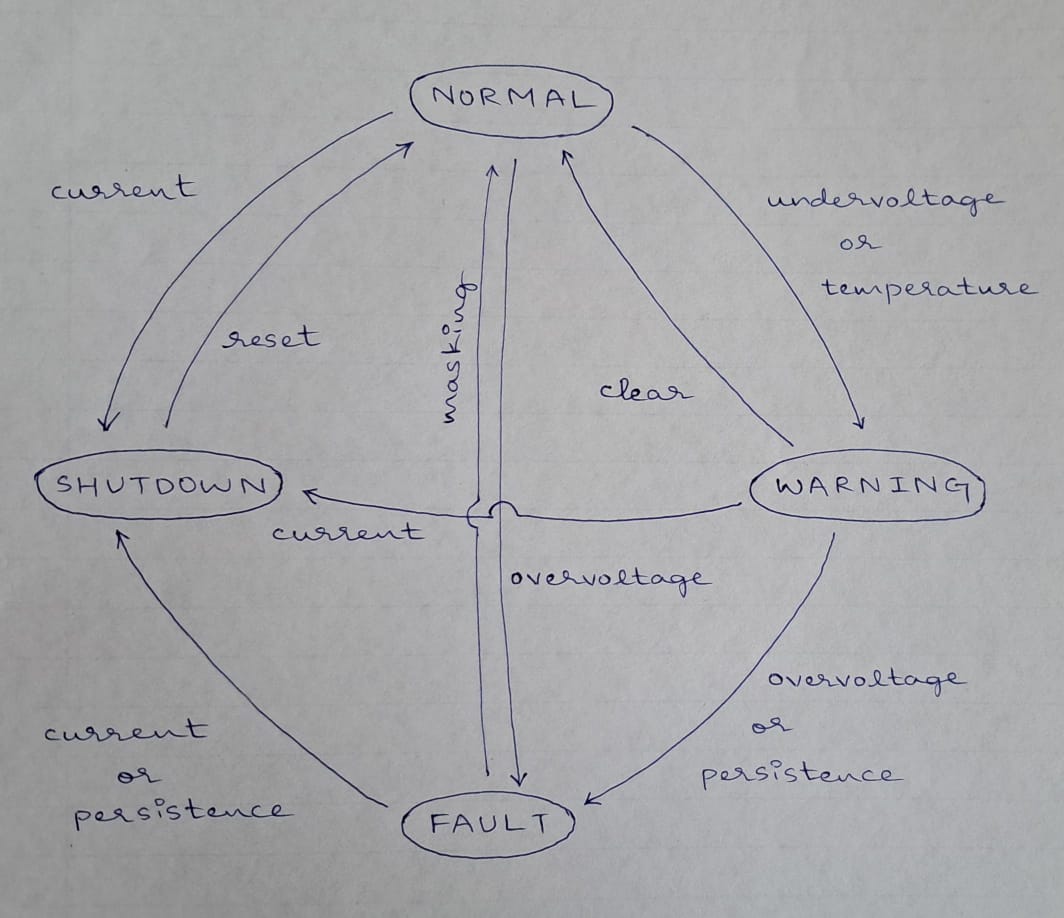 NORMAL
current
undervoltage
or
temperature
masking
reset
clear
SHUTDOWN
WARNING
current
overvoltage
overvoltage
or
persistence
current
or
persistence
FAULT